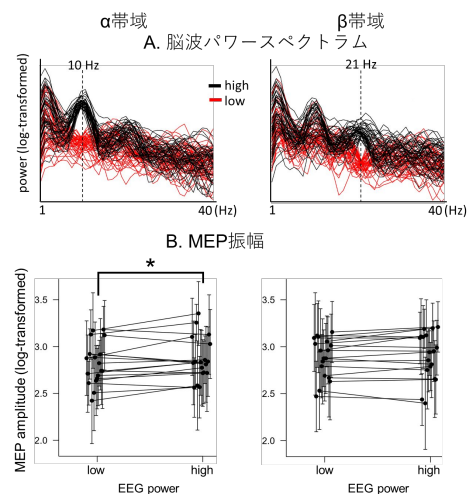 α帯域
β帯域
A. 脳波パワースペクトラム
power (log-transformed)
10 Hz
high
low
1
40 (Hz)
21 Hz
1
40 (Hz)
B. MEP振幅
MEP amplitude (log-transformed)
*
3.5
3.0
2.5
2.0
low
high
EEG power
3.5
3.0
2.5
2.0
low
high
EEG power